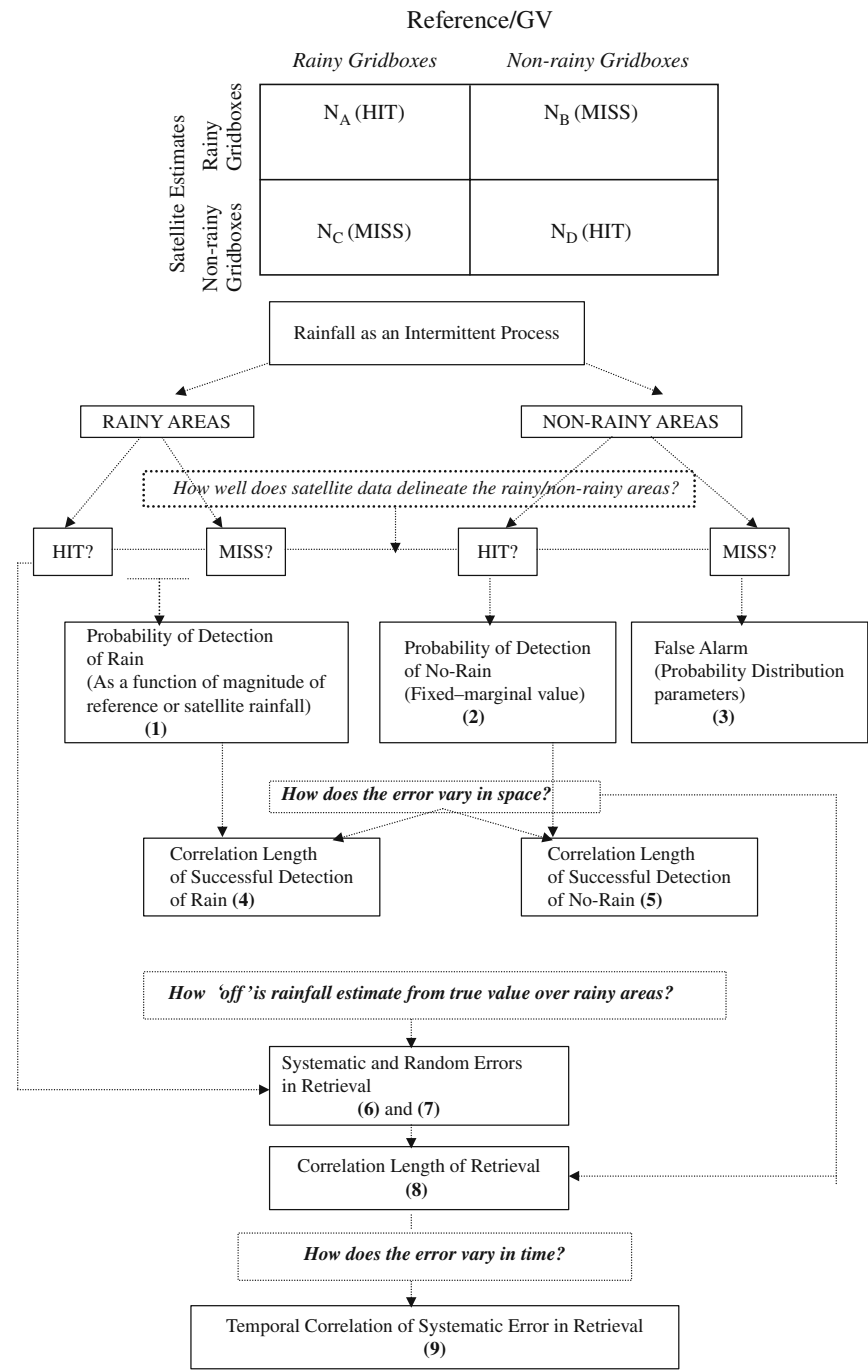 Reference/GV
Rainy Gridboxes
Non-rainy Gridboxes
Satellite Estimates
Rainy
Gridboxes
N_A (HIT)
N_B (MISS)
Non-rainy
Gridboxes
N_C (MISS)
N_D (HIT)
Rainfall as an Intermittent Process
RAINY AREAS
NON-RAINY AREAS
How well does satellite data delineate the rainy/non-rainy areas?
HIT?
MISS?
HIT?
MISS?
Probability of Detection
of Rain
(As a function of magnitude of
reference or satellite rainfall)
(1)
Probability of Detection
of No-Rain
(Fixed–marginal value)
(2)
False Alarm
(Probability Distribution
parameters)
(3)
How does the error vary in space?
Correlation Length
of Successful Detection
of Rain (4)
Correlation Length
of Successful Detection
of No-Rain (5)
How ‘off’ is rainfall estimate from true value over rainy areas?
Systematic and Random Errors
in Retrieval
(6) and (7)
Correlation Length of Retrieval
(8)
How does the error vary in time?
Temporal Correlation of Systematic Error in Retrieval
(9)